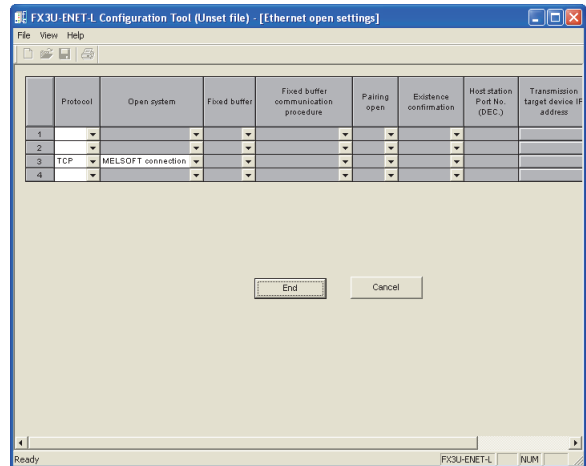 FX3U-ENET-L Configuration Tool (Unset file) - [Ethernet open settings]
File View Help
Protocol Open system Fixed buffer Fixed buffer communication procedure Pairing open Existence confirmation Host station Port No. (DEC.) Transmission target device IP address
1
2
3 TCP MELSOFT connection
4
End Cancel
Ready FX3U-ENET-L NUM